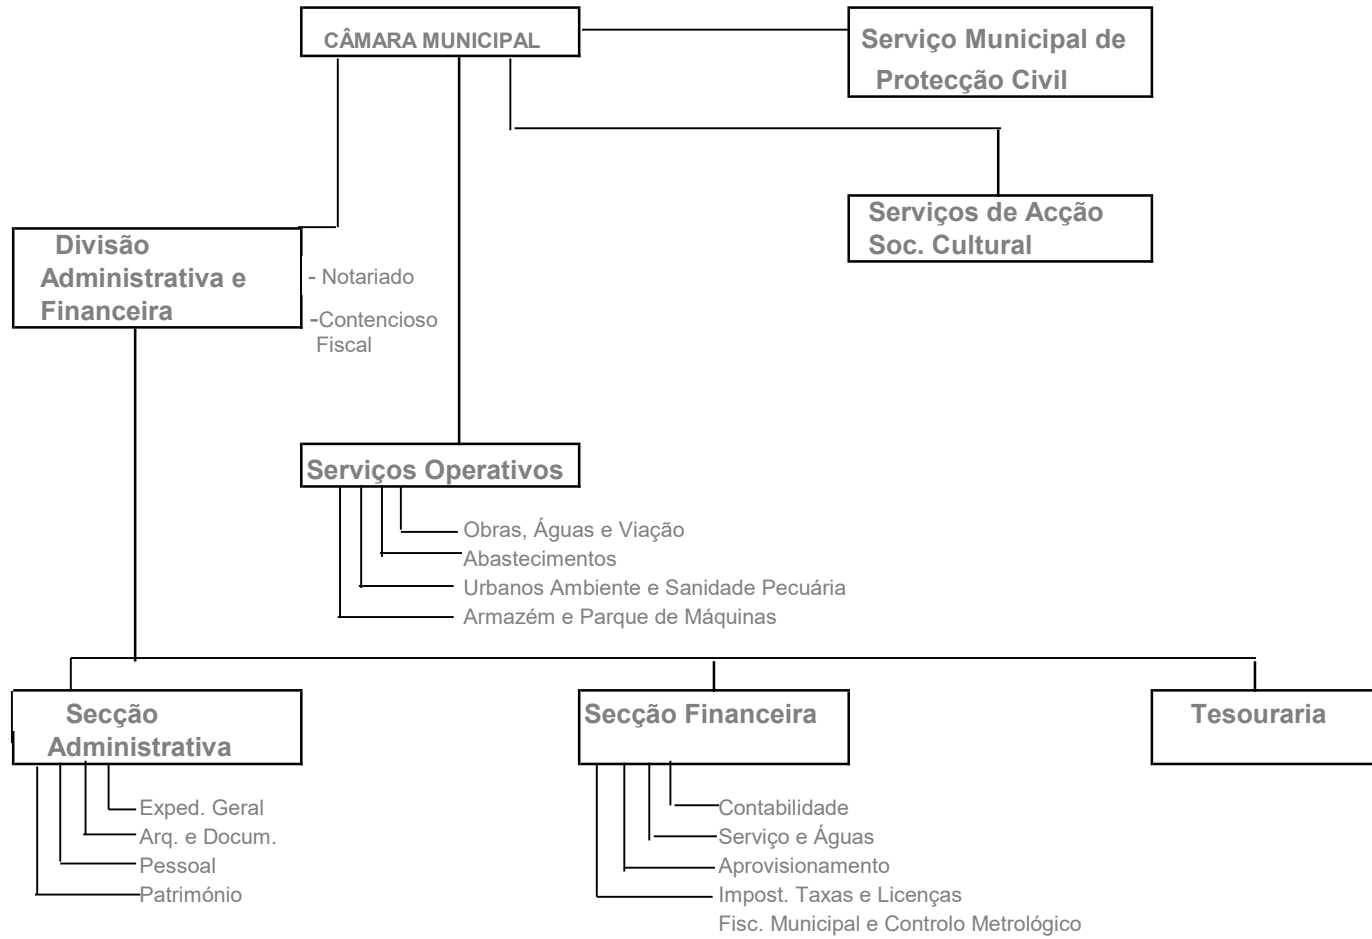 CÂMARA MUNICIPAL
Serviço Municipal de
Protecção Civil
Serviços de Acção
Soc. Cultural
Divisão
Administrativa e
Financeira
- Notariado
-Contencioso
Fiscal
Serviços Operativos
Obras, Águas e Viação
Abastecimentos
Urbanos Ambiente e Sanidade Pecuária
Armazém e Parque de Máquinas
Secção
Administrativa
Exped. Geral
Arq. e Docum.
Pessoal
Património
Secção Financeira
Contabilidade
Serviço e Águas
Aprovisionamento
Impost. Taxas e Licenças
Fisc. Municipal e Controlo Metrológico
Tesouraria